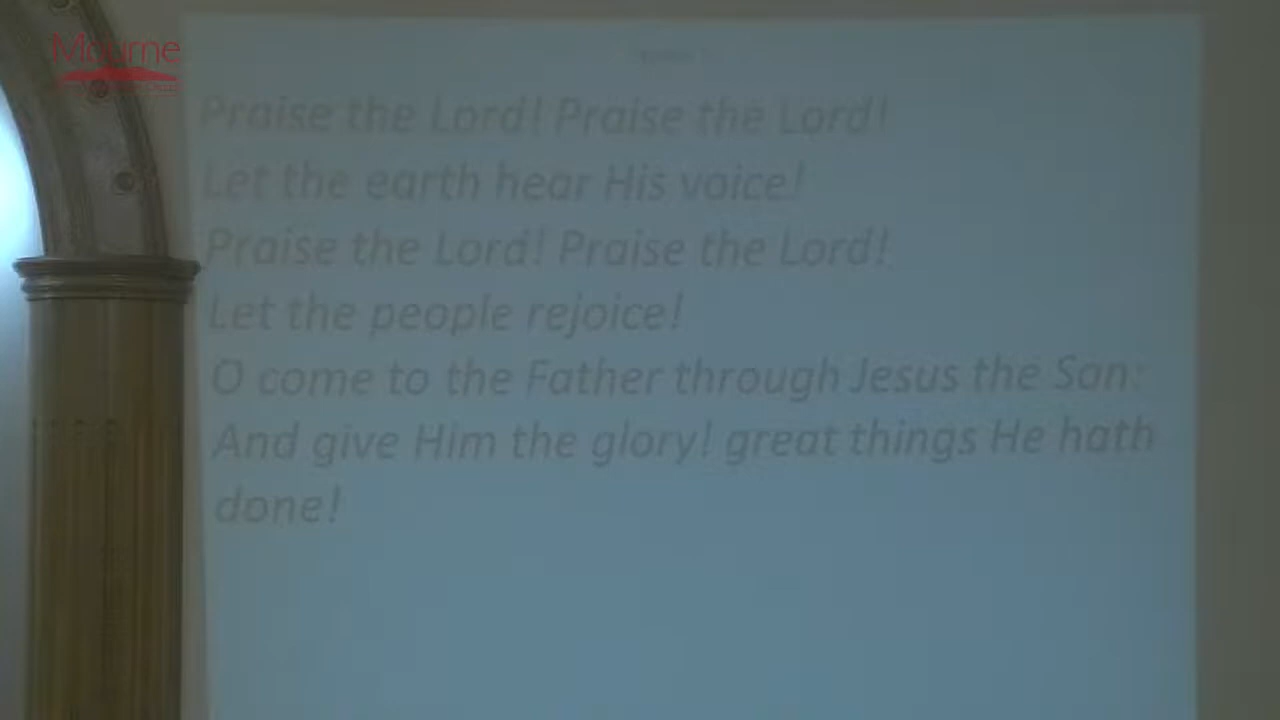 Mourne
Praise the Lord! Praise the Lord!
Let the earth hear His voice!
Praise the Lord! Praise the Lord!
Let the people rejoice!
O come to the Father through Jesus the Son:
And give Him the glory! great things He hath
done!